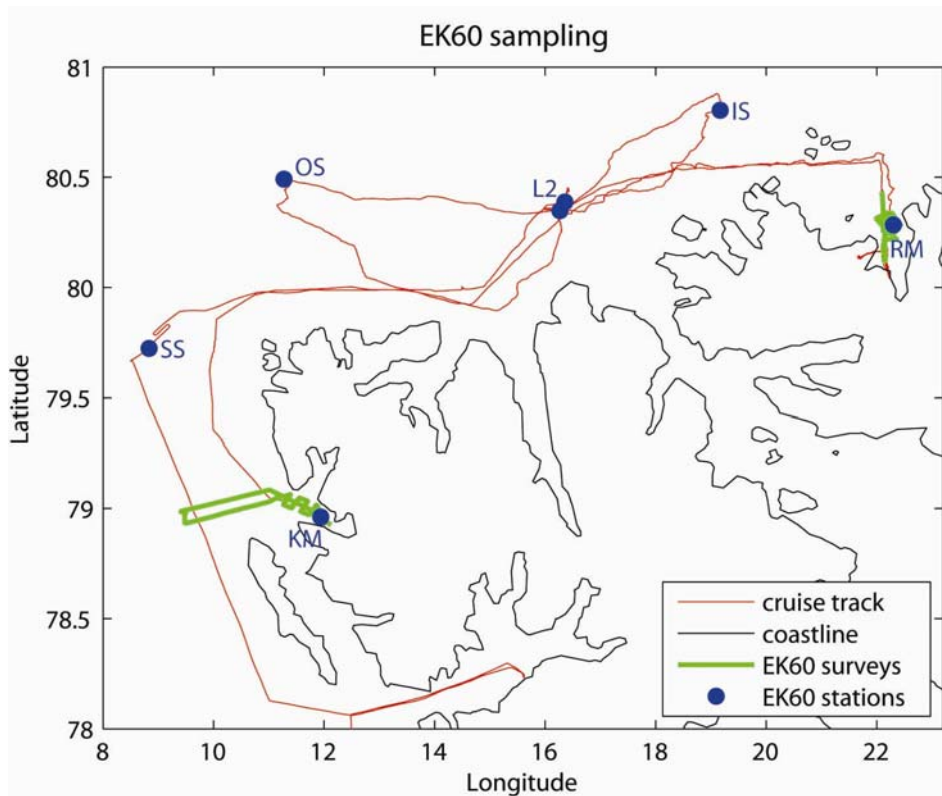 EK60 sampling
81
80.5
80
79.5
79
78.5
78
Latitude
OS
IS
L2
RM
SS
KM
cruise track
coastline
EK60 surveys
EK60 stations
8 10 12 14 16 18 20 22
Longitude